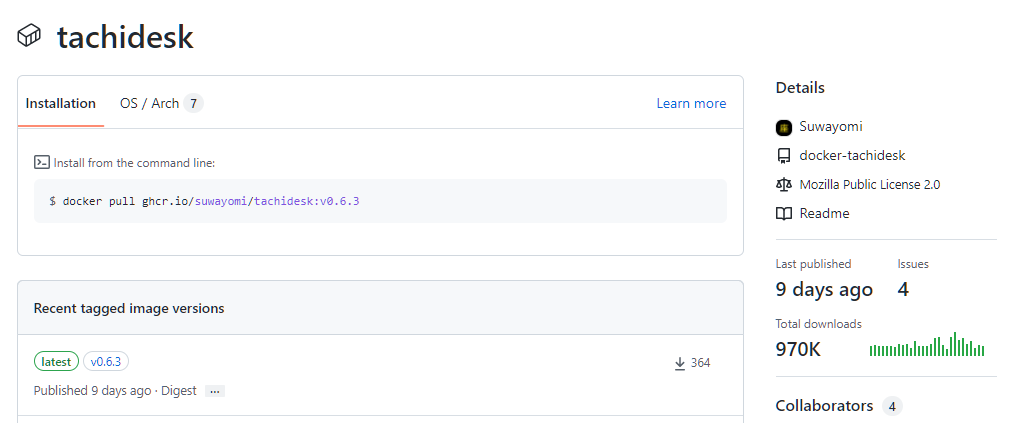 tachidesk
Installation
OS / Arch 7
Learn more
Install from the command line:
$ docker pull ghcr.io/suwayomi/tachidesk:v0.6.3
Recent tagged image versions
latest v0.6.3
364
Published 9 days ago · Digest ...
Details
Suwayomi
docker-tachidesk
Mozilla Public License 2.0
Readme
Last published
9 days ago
Issues
4
Total downloads
970K
Collaborators 4